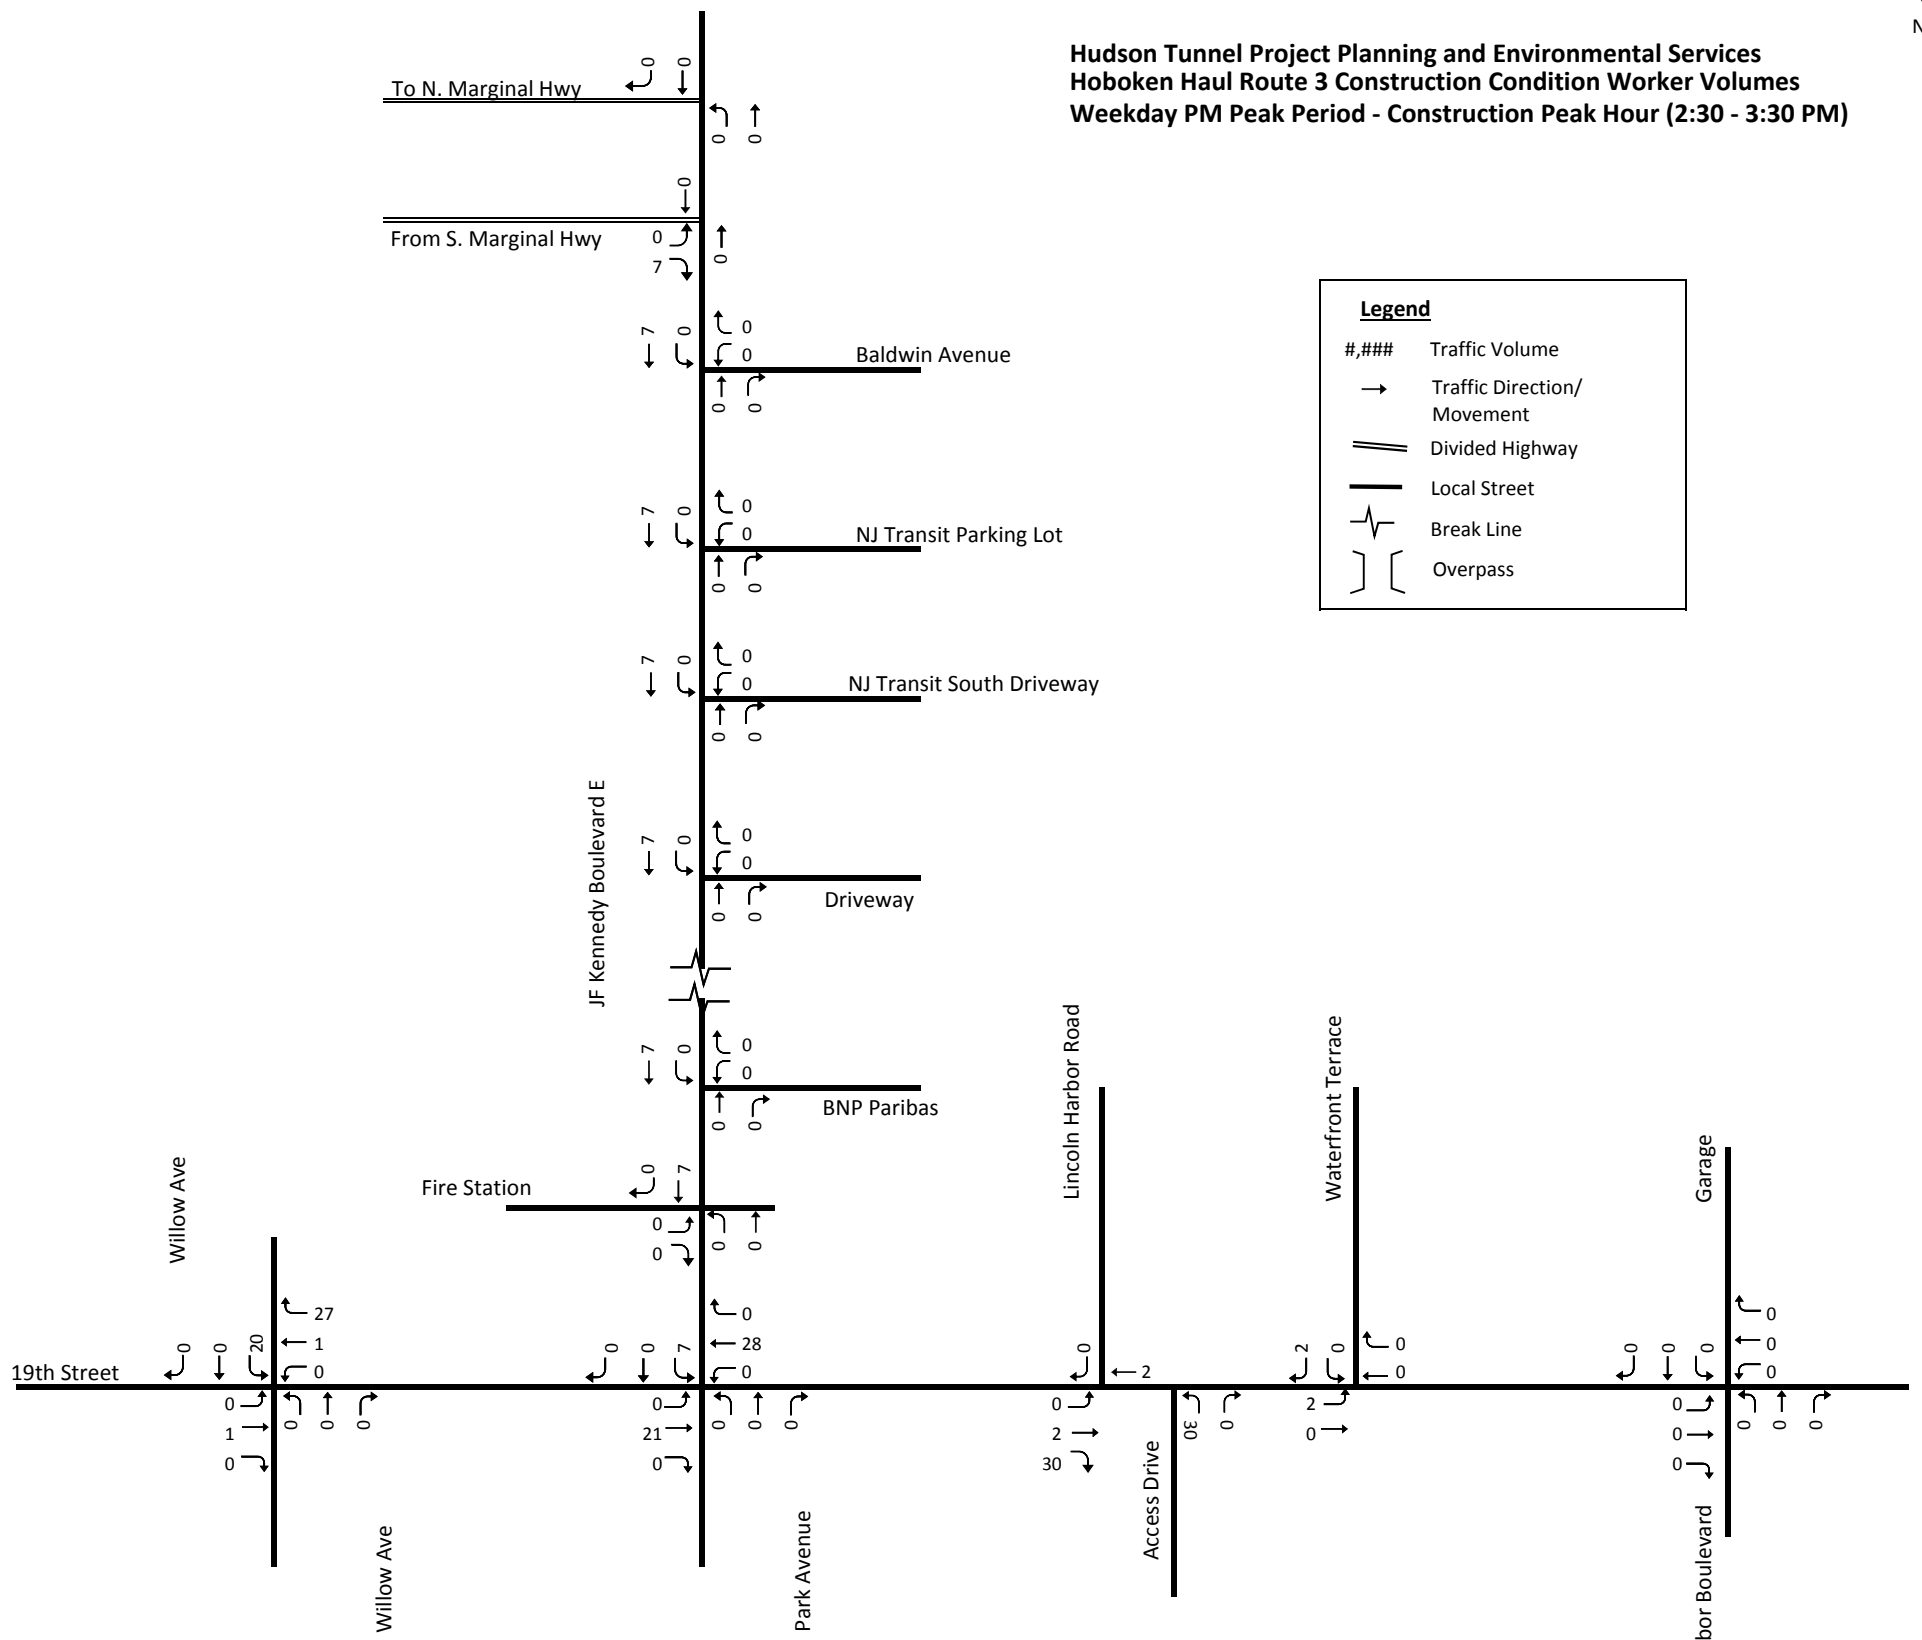 N
Hudson Tunnel Project Planning and Environmental Services
Hoboken Haul Route 3 Construction Condition Worker Volumes
Weekday PM Peak Period - Construction Peak Hour (2:30 - 3:30 PM)
0 0
To N. Marginal Hwy
0 0
0
From S. Marginal Hwy
0
7
0
Legend
#,### Traffic Volume
Traffic Direction/
Movement
Divided Highway
Local Street
Break Line
Overpass
7 0 0
0
Baldwin Avenue
0 0
7 0 0
0
NJ Transit Parking Lot
0 0
7 0 0
0
NJ Transit South Driveway
0 0
JF Kennedy Boulevard E
7 0 0
0
Driveway
0 0
7 0 0
0
BNP Paribas
0 0
Fire Station
0 7
0
0
0 0
Willow Ave
Lincoln Harbor Road
Waterfront Terrace
Garage
19th Street
0 0 20
27
1
0
0
1
0
0 0 0
Willow Ave
0 0 7
0
28
0
0
21
0
0 0 0
Park Avenue
0
2
0
2
30
30 0
Access Drive
2 0
0
0
2
0
0 0 0
0
0
0
0
0
0
0 0 0
bor Boulevard